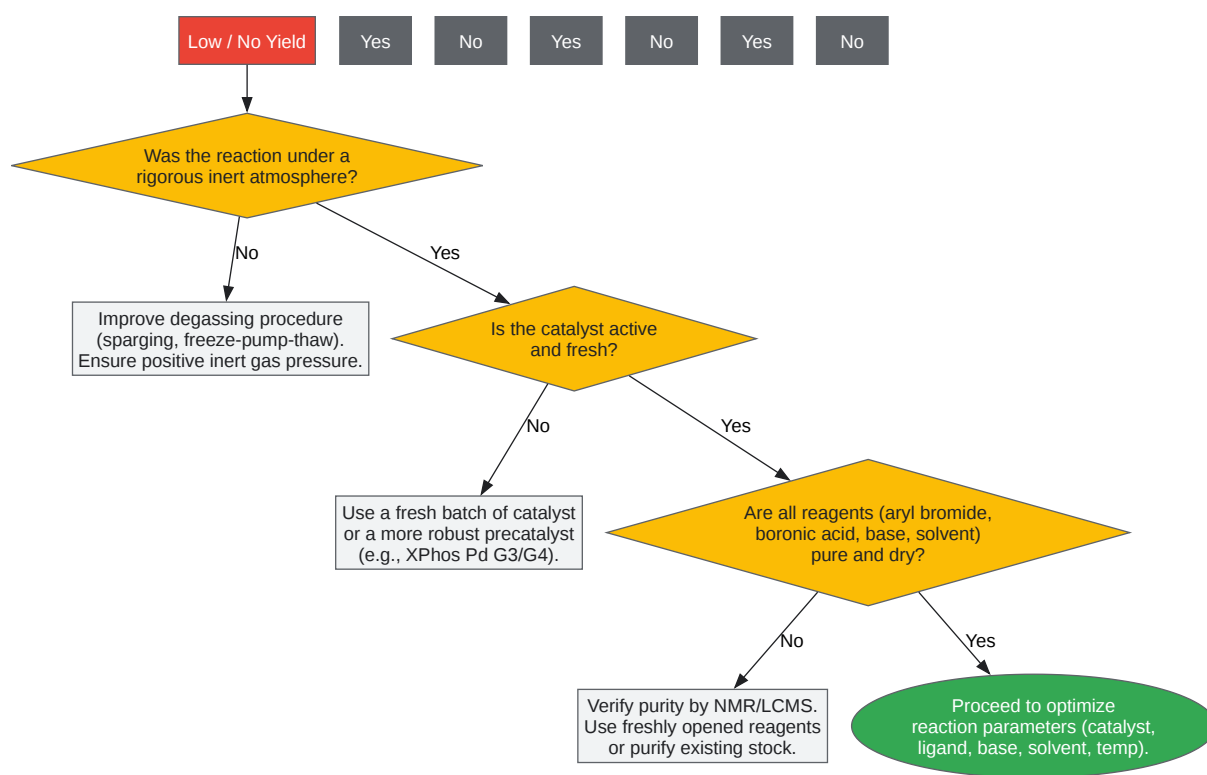 Low / No Yield
Yes
No
Yes
No
Yes
No
Was the reaction under a
rigorous inert atmosphere?
No
Yes
Improve degassing procedure
(sparging, freeze-pump-thaw).
Ensure positive inert gas pressure.
Is the catalyst active
and fresh?
No
Yes
Use a fresh batch of catalyst
or a more robust precatalyst
(e.g., XPhos Pd G3/G4).
Are all reagents (aryl bromide,
boronic acid, base, solvent)
pure and dry?
No
Yes
Verify purity by NMR/LCMS.
Use freshly opened reagents
or purify existing stock.
Proceed to optimize
reaction parameters (catalyst,
ligand, base, solvent, temp).